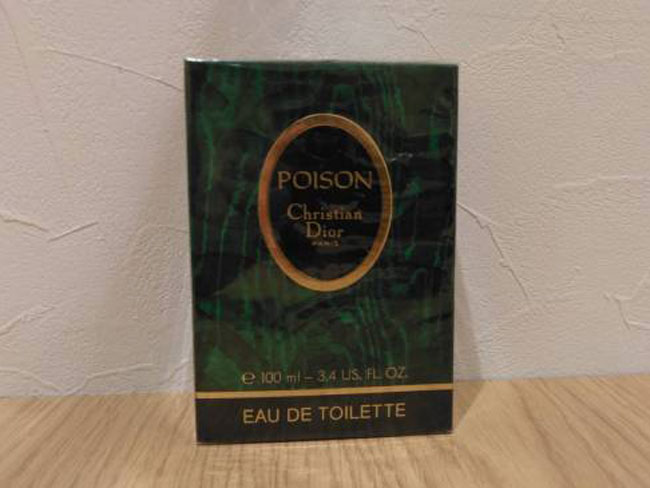 POISON
Christian
Dior
PARIS
e 100 ml – 3,4 US. FL. OZ.
EAU DE TOILETTE